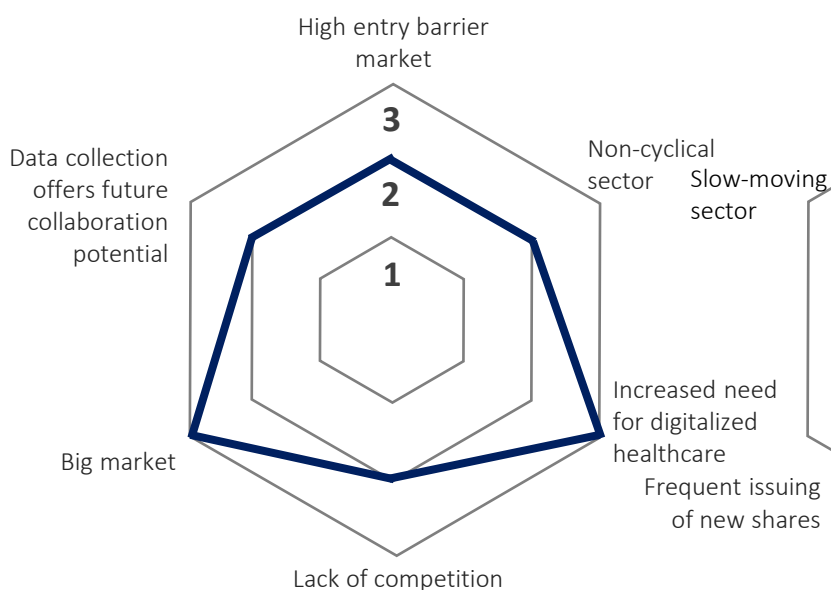 High entry barrier
market
3
Data collection
offers future
collaboration
potential
Non-cyclical
sector
Slow-moving
sector
2
1
Increased need
for digitalized
healthcare
Big market
Frequent issuing
of new shares
Lack of competition